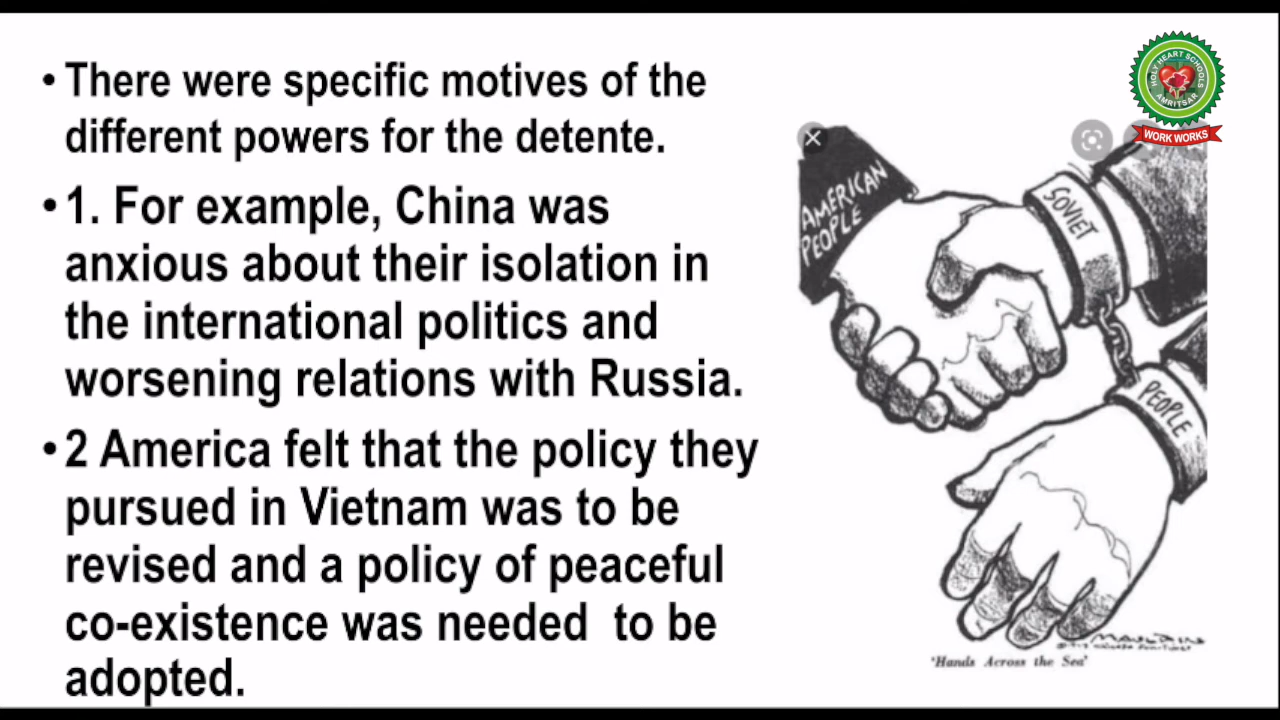 • There were specific motives of the
different powers for the detente.
• 1. For example, China was
anxious about their isolation in
the international politics and
worsening relations with Russia.
• 2 America felt that the policy they
pursued in Vietnam was to be
revised and a policy of peaceful
co-existence was needed to be
adopted.
HOLY HEART SCHOOLS
AMRITSAR
WORK WORKS
AMERICAN
PEOPLE
SOVIET
PEOPLE
MAULDIN
'Hands Across the Sea'